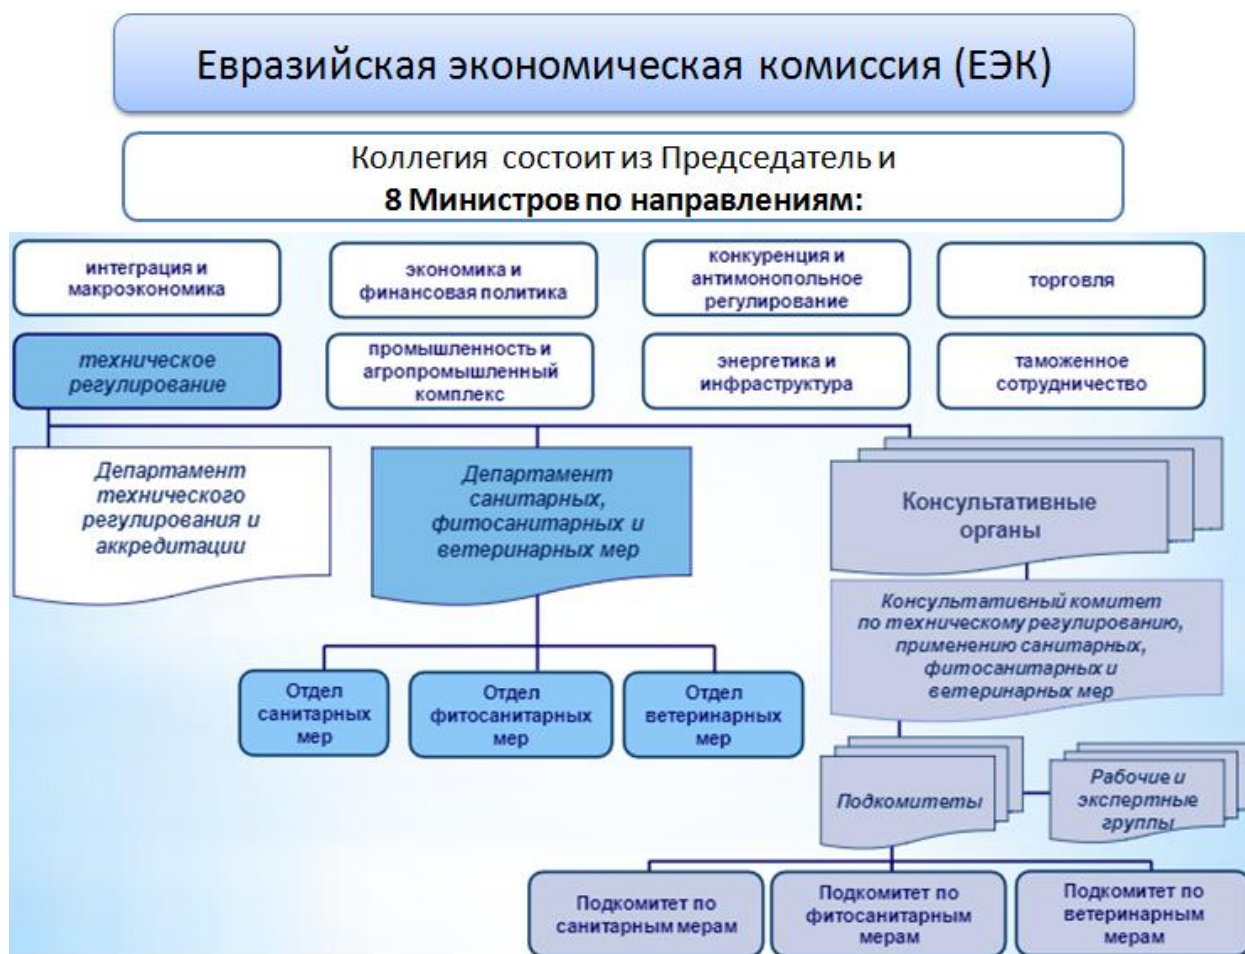 Евразийская экономическая комиссия (ЕЭК)
Коллегия состоит из Председатель и
8 Министров по направлениям:
интеграция и
макроэкономика
экономика и
финансовая политика
конкуренция и
антимонопольное
регулирование
торговля
техническое
регулирование
промышленность и
агропромышленный
комплекс
энергетика и
инфраструктура
таможенное
сотрудничество
Департамент
технического
регулирования и
аккредитации
Департамент
санитарных,
фитосанитарных и
ветеринарных мер
Консультативные
органы
Консультативный комитет
по техническому регулированию,
применению санитарных,
фитосанитарных и
ветеринарных мер
Отдел
санитарных
мер
Отдел
фитосанитарных
мер
Отдел
ветеринарных
мер
Подкомитеты
Рабочие и
экспертные
группы
Подкомитет по
санитарным мерам
Подкомитет по
фитосанитарным
мерам
Подкомитет по
ветеринарным
мерам